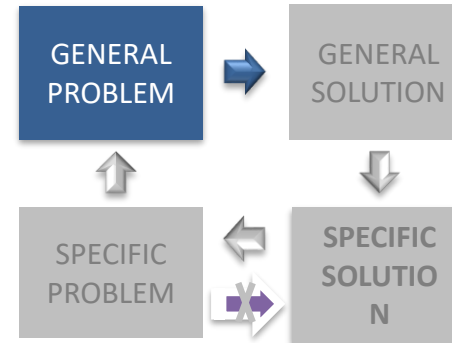 GENERAL
PROBLEM
GENERAL
SOLUTION
SPECIFIC
PROBLEM
SPECIFIC
SOLUTIO
N